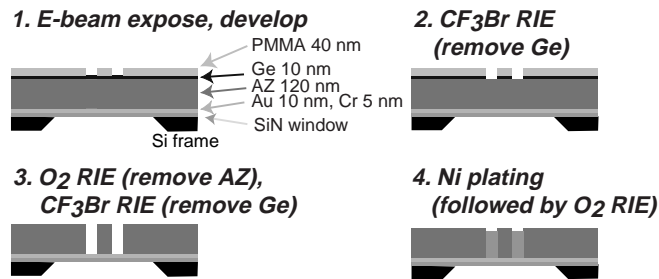 1. E-beam expose, develop
PMMA 40 nm
Ge 10 nm
AZ 120 nm
Au 10 nm, Cr 5 nm
SiN window
Si frame
2. CF3Br RIE
(remove Ge)
3. O2 RIE (remove AZ),
CF3Br RIE (remove Ge)
4. Ni plating
(followed by O2 RIE)